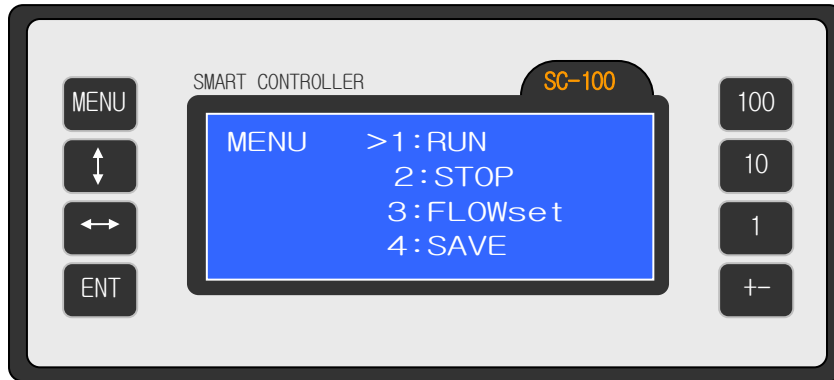 SMART CONTROLLER
SC-100
MENU
ENT
MENU >1:RUN
2:STOP
3:FLOWset
4:SAVE
100
10
1
+-